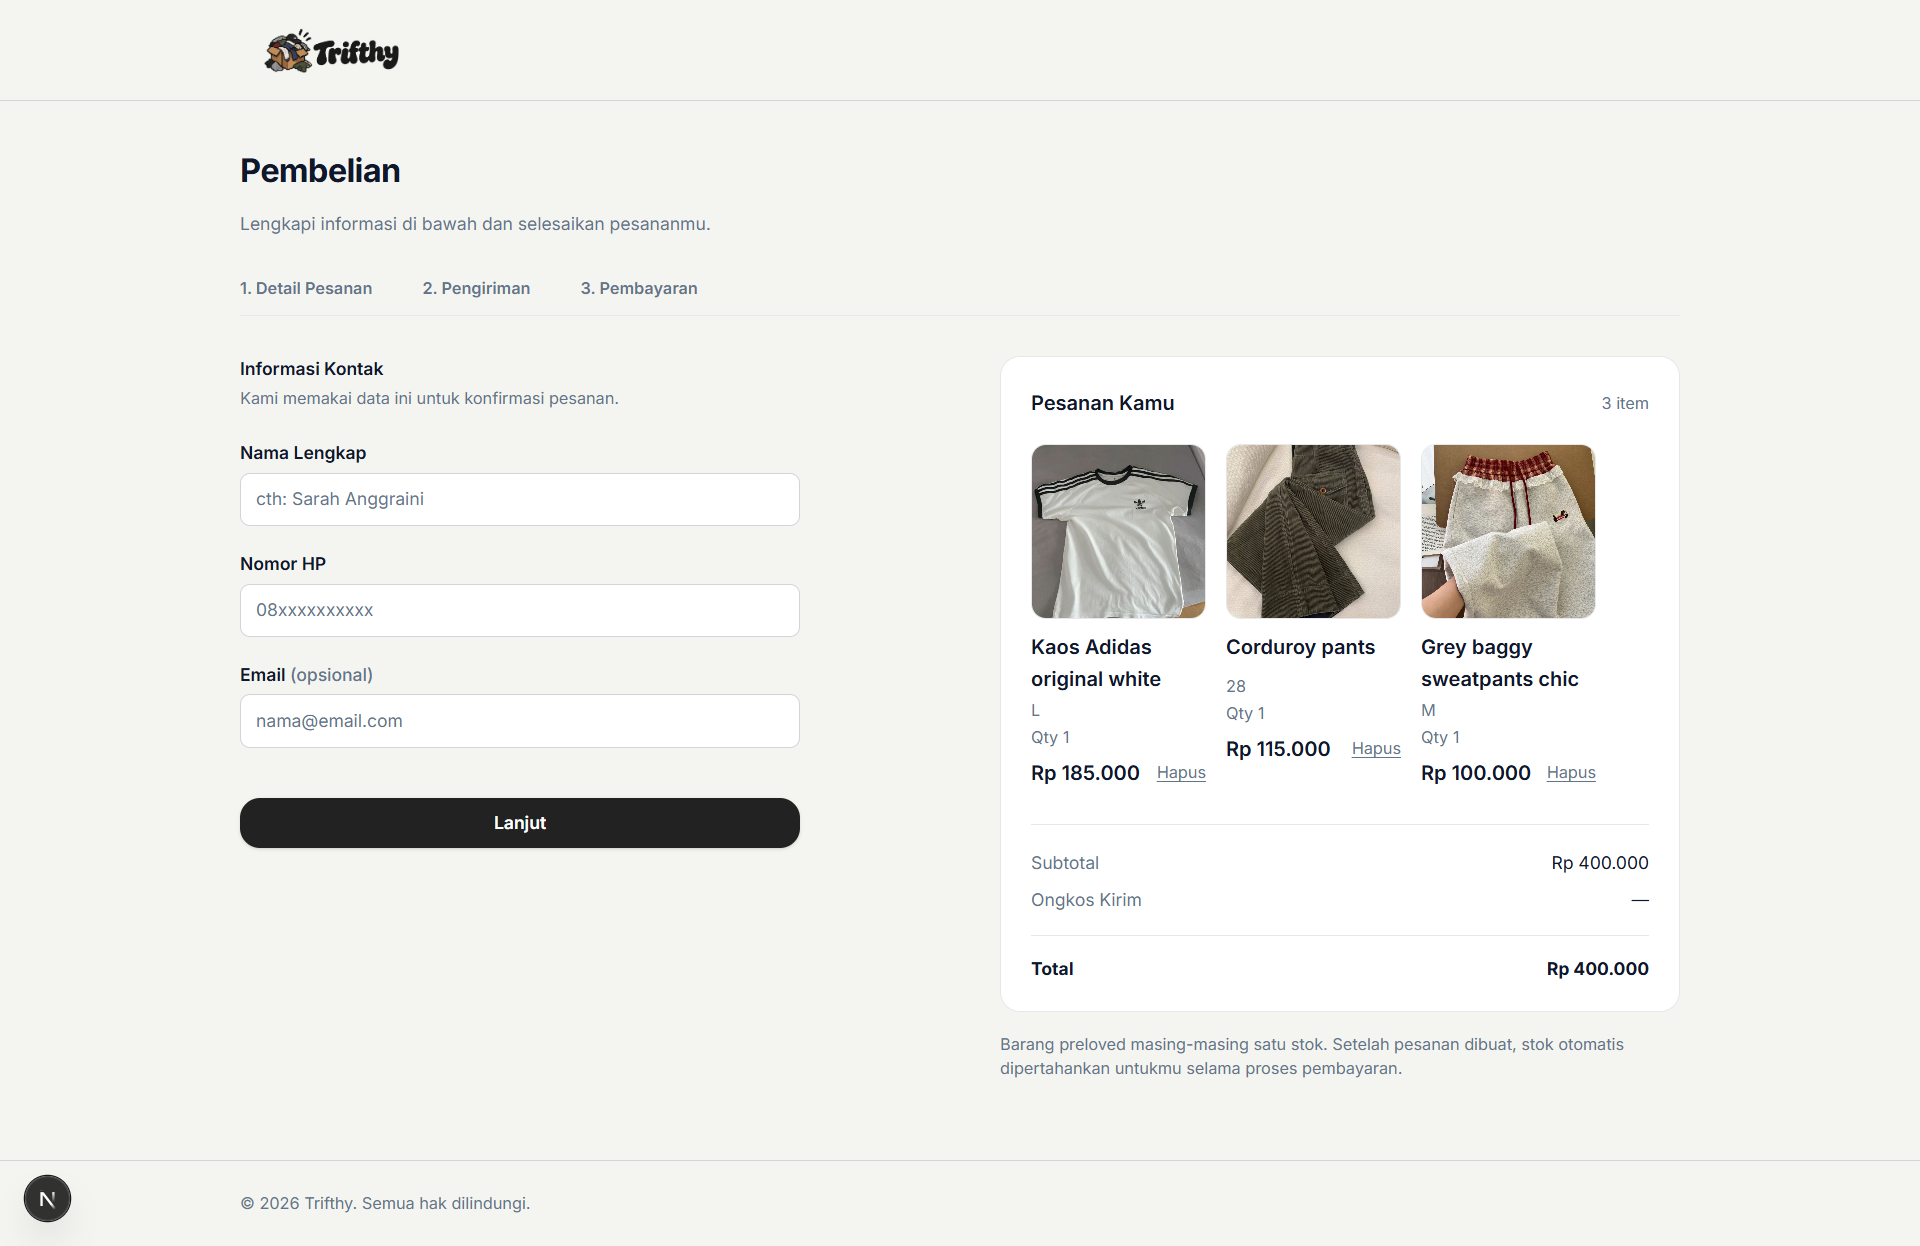 Trifthy
Pembelian
Lengkapi informasi di bawah dan selesaikan pesananmu.
1. Detail Pesanan
2. Pengiriman
3. Pembayaran
Informasi Kontak
Kami memakai data ini untuk konfirmasi pesanan.
Nama Lengkap
cth: Sarah Anggraini
Nomor HP
08xxxxxxxxxx
Email (opsional)
nama@email.com
Lanjut
Pesanan Kamu
3 item
Kaos Adidas
original white
L
Qty 1
Rp 185.000 Hapus
Corduroy pants
28
Qty 1
Rp 115.000 Hapus
Grey baggy
sweatpants chic
M
Qty 1
Rp 100.000 Hapus
Subtotal Rp 400.000
Ongkos Kirim —
Total Rp 400.000
Barang preloved masing-masing satu stok. Setelah pesanan dibuat, stok otomatis
dipertahankan untukmu selama proses pembayaran.
N
© 2026 Trifthy. Semua hak dilindungi.